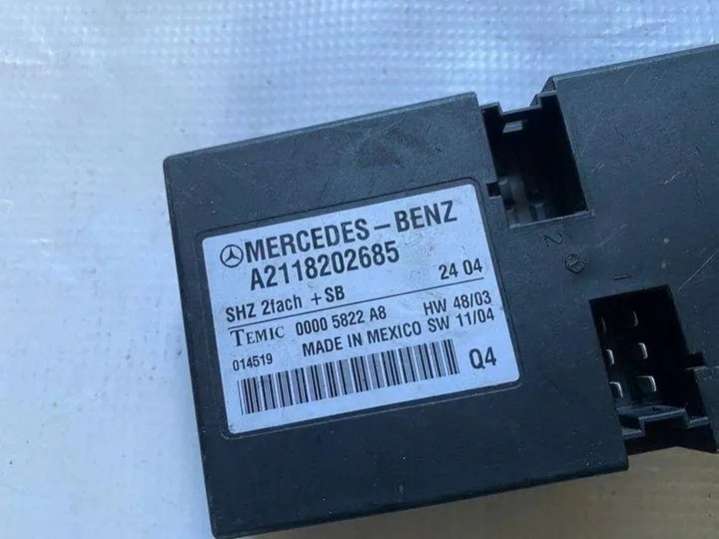 MERCEDES-BENZ
A2118202685
SHZ 2fach +SB 24 04
TEMIC 0000 5822 A8 HW 48/03
MADE IN MEXICO SW 11/04
014519
Q4
2